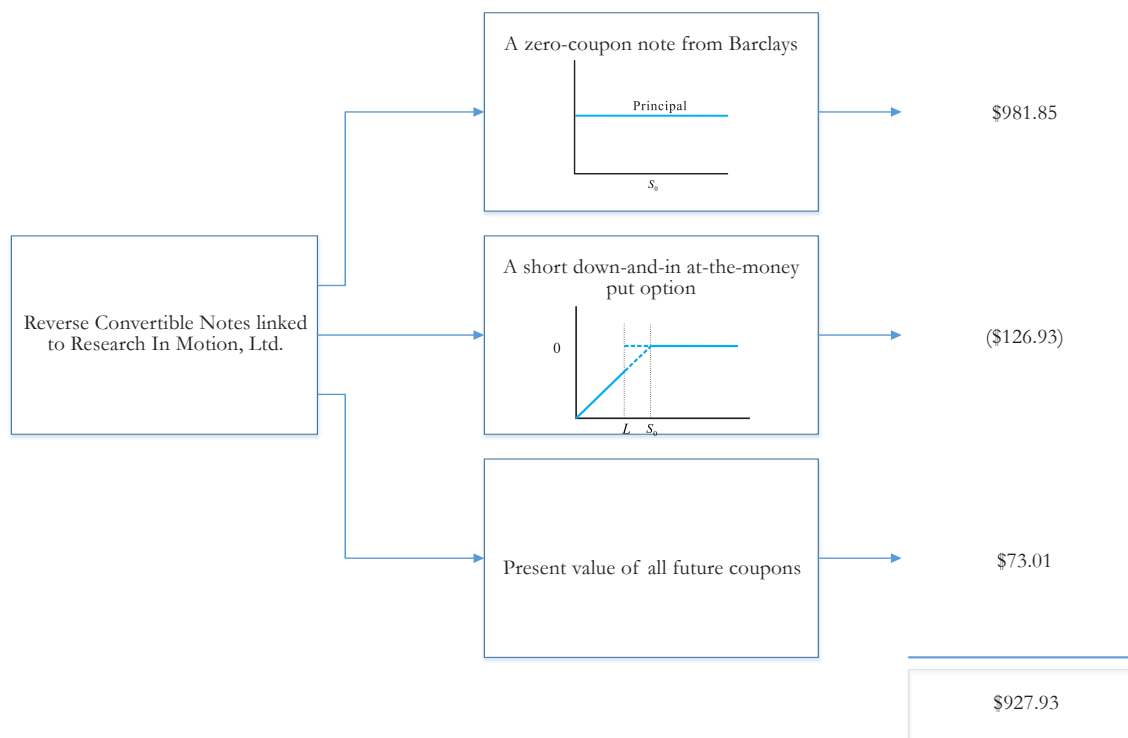 A zero-coupon note from Barclays
Principal
S0
$981.85
Reverse Convertible Notes linked
to Research In Motion, Ltd.
A short down-and-in at-the-money
put option
0
L S0
($126.93)
Present value of all future coupons
$73.01
$927.93